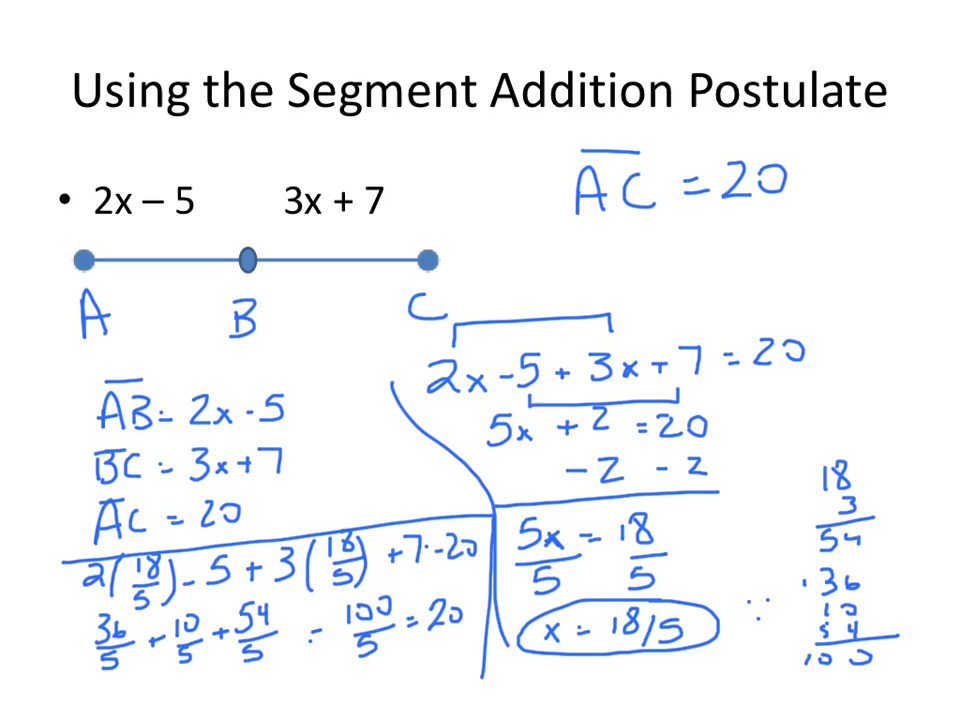 Using the Segment Addition Postulate
• 2x – 5 3x + 7
AC = 20
A B C
2x - 5 + 3x + 7 = 20
5x + 2 = 20
- 2 - 2
5x = 18
5 5
x = 18/5
AB = 2x - 5
BC = 3x + 7
AC = 20
2(18/5) - 5 + 3(18/5) + 7 = 20
36/5 + 10/5 + 54/5 = 100/5 = 20
18
3
54
36
10
54
100